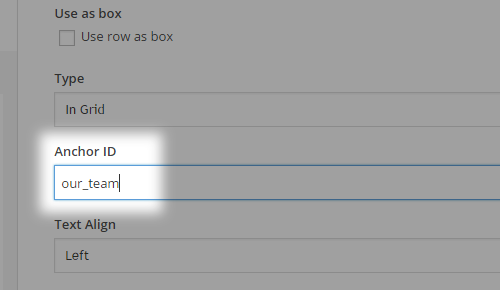 Use as box
Use row as box
Type
In Grid
Anchor ID
our_team
Text Align
Left